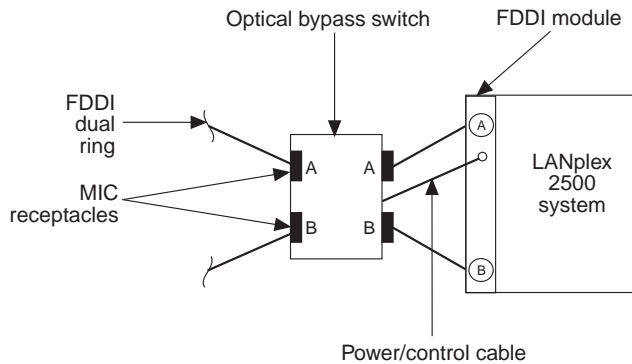 Optical bypass switch
FDDI module
FDDI
dual
ring
MIC
receptacles
A
A
B
B
A
B
LANplex
2500
system
Power/control cable